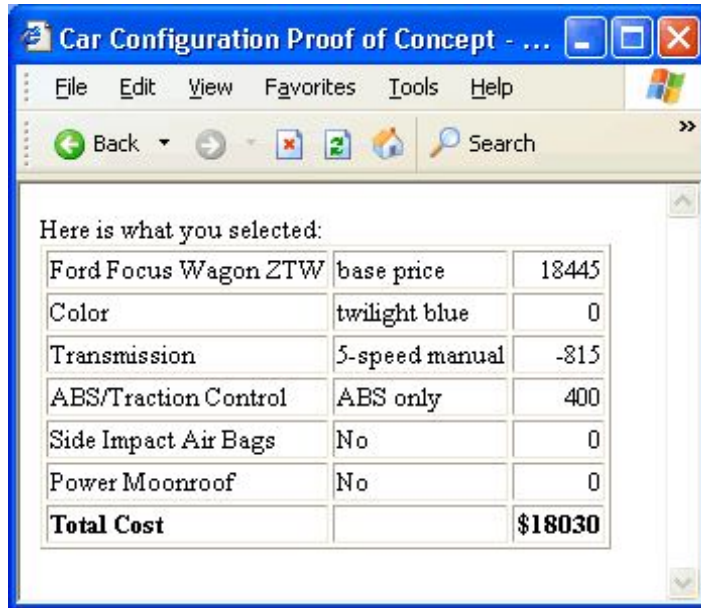 Car Configuration Proof of Concept - ...
File Edit View Favorites Tools Help
Back Search »
Here is what you selected:
Ford Focus Wagon ZTW base price 18445
Color twilight blue 0
Transmission 5-speed manual -815
ABS/Traction Control ABS only 400
Side Impact Air Bags No 0
Power Moonroof No 0
Total Cost $18030